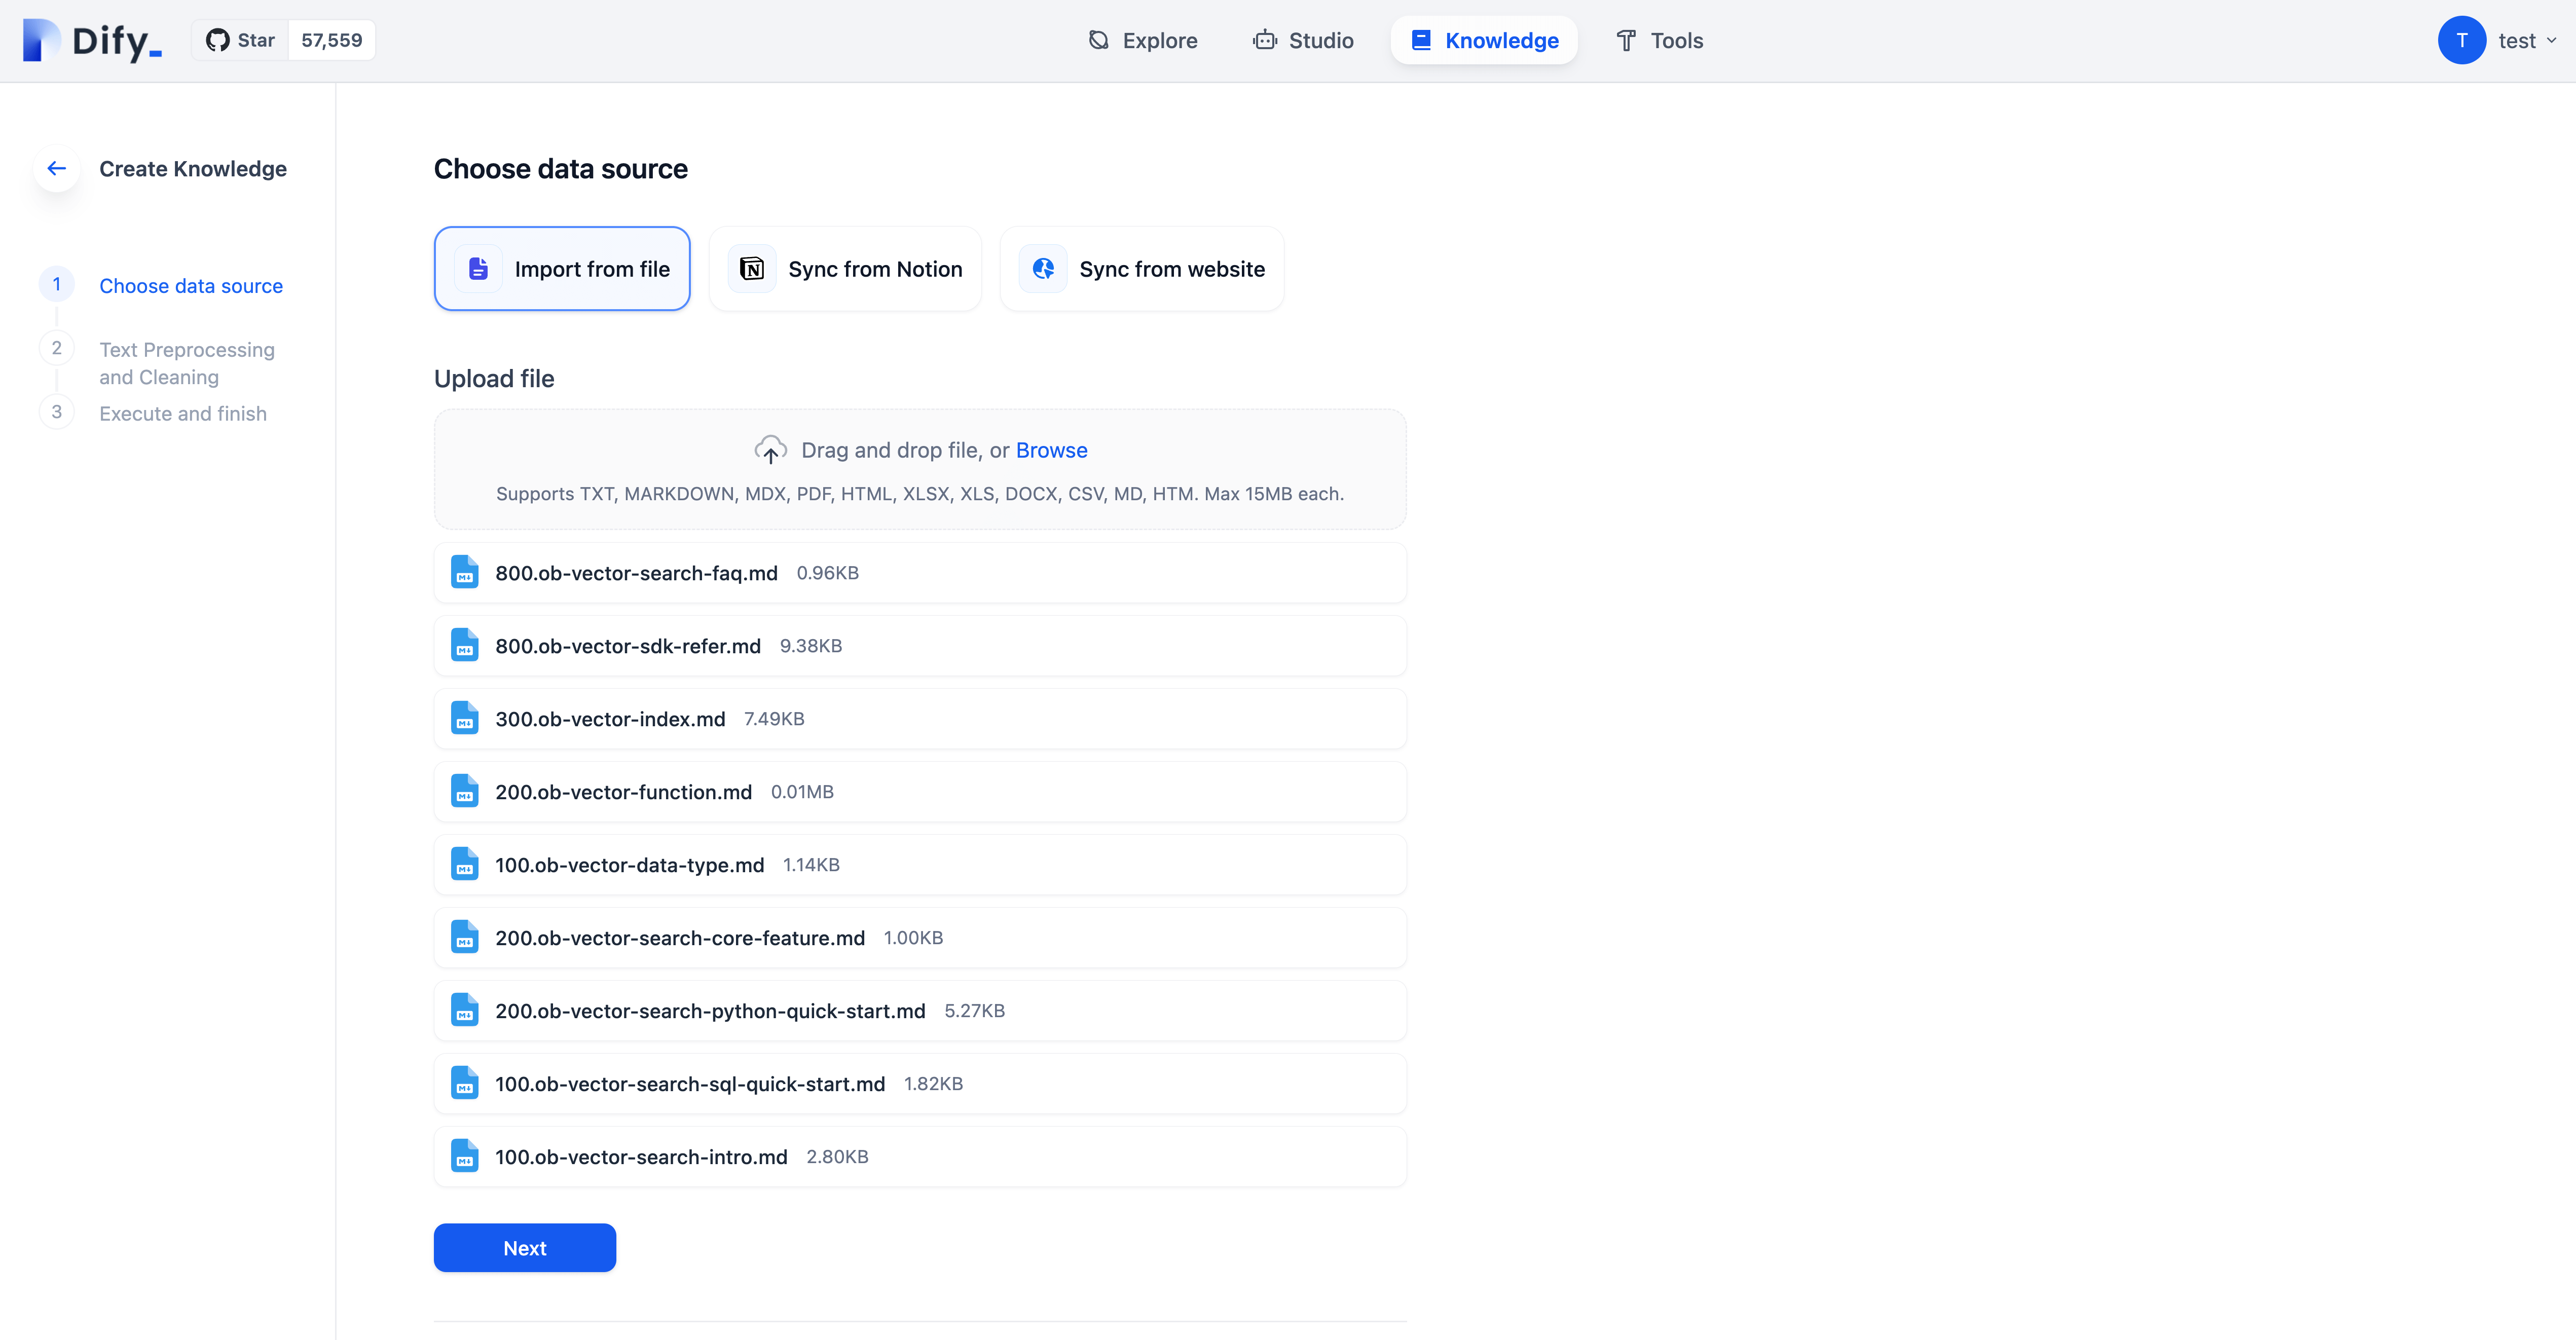 Dify_
Star 57,559
Explore
Studio
Knowledge
Tools
T test
Create Knowledge
1 Choose data source
2 Text Preprocessing
and Cleaning
3 Execute and finish
Choose data source
Import from file
Sync from Notion
Sync from website
Upload file
Drag and drop file, or Browse
Supports TXT, MARKDOWN, MDX, PDF, HTML, XLSX, XLS, DOCX, CSV, MD, HTM. Max 15MB each.
800.ob-vector-search-faq.md 0.96KB
800.ob-vector-sdk-refer.md 9.38KB
300.ob-vector-index.md 7.49KB
200.ob-vector-function.md 0.01MB
100.ob-vector-data-type.md 1.14KB
200.ob-vector-search-core-feature.md 1.00KB
200.ob-vector-search-python-quick-start.md 5.27KB
100.ob-vector-search-sql-quick-start.md 1.82KB
100.ob-vector-search-intro.md 2.80KB
Next